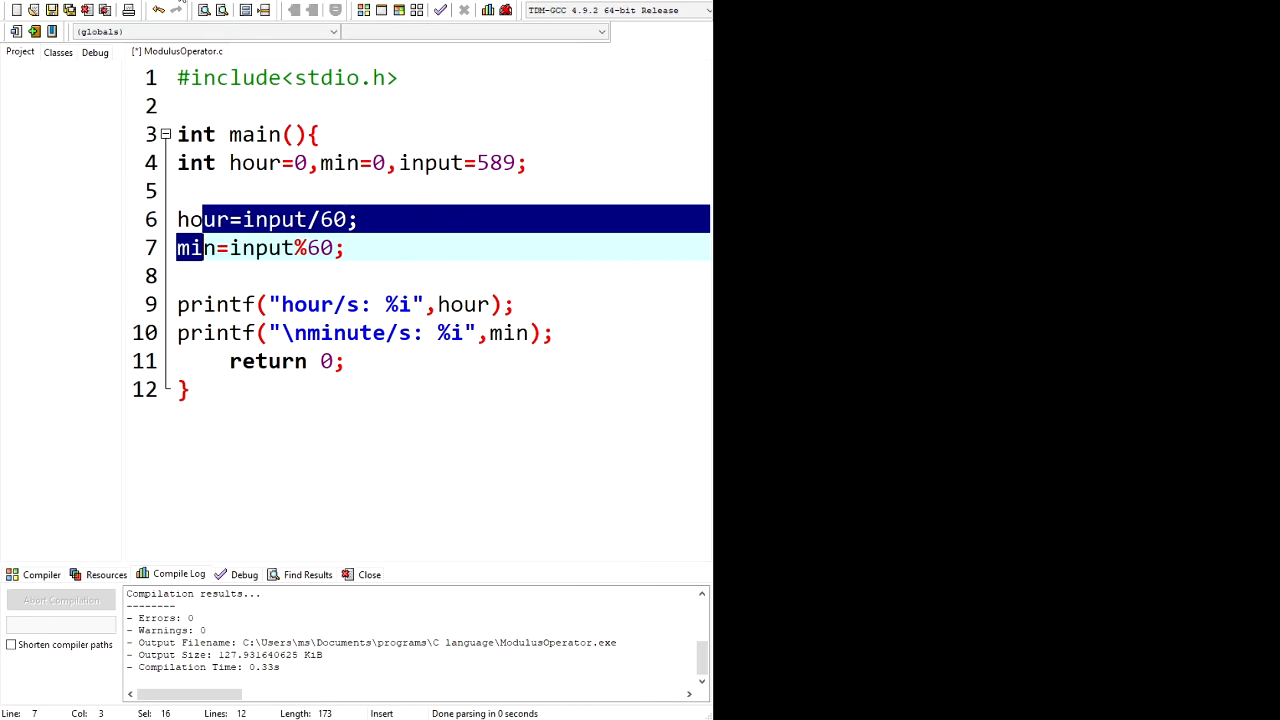 TDM-GCC 4.9.2 64-bit Release
(globals)
Project Classes Debug [*] ModulusOperator.c
1 #include<stdio.h>
2
3 int main(){
4 int hour=0,min=0,input=589;
5
6 hour=input/60;
7 min=input%60;
8
9 printf("hour/s: %i",hour);
10 printf("\nminute/s: %i",min);
11 return 0;
12 }
Compiler Resources Compile Log Debug Find Results Close
Abort Compilation
Shorten compiler paths
Compilation results...
--------
- Errors: 0
- Warnings: 0
- Output Filename: C:\Users\ms\Documents\programs\C language\ModulusOperator.exe
- Output Size: 127.931640625 KiB
- Compilation Time: 0.33s
Line: 7 Col: 3 Sel: 16 Lines: 12 Length: 173 Insert Done parsing in 0 seconds